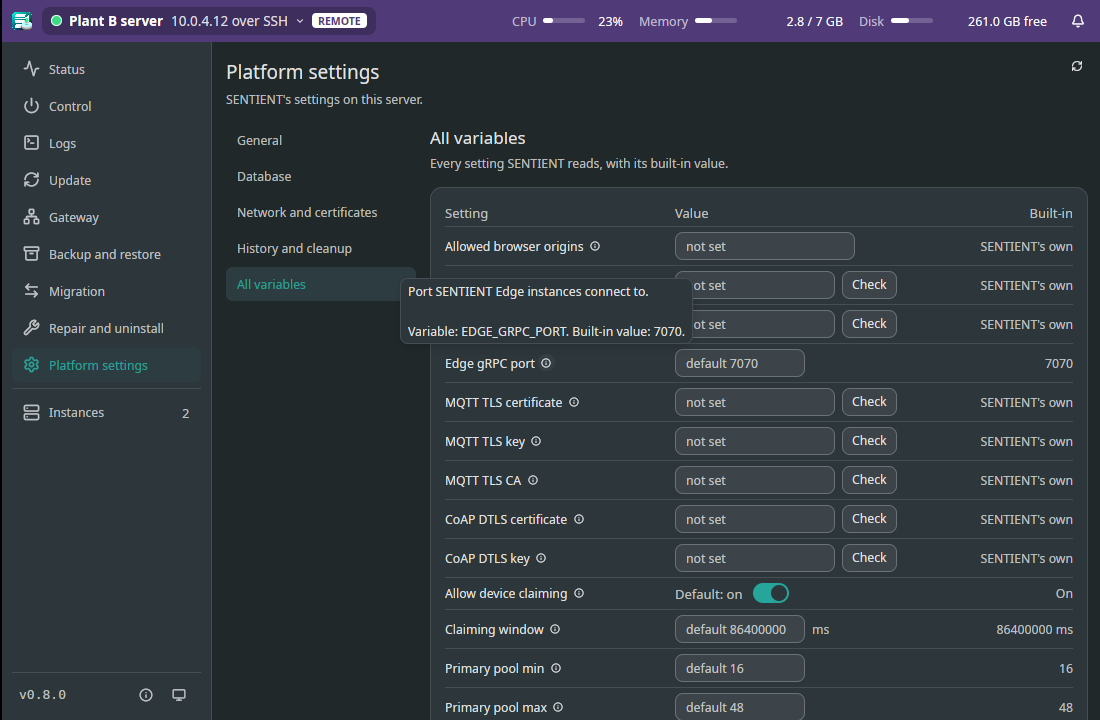 Plant B server 10.0.4.12 over SSH REMOTE
CPU 23% Memory 2.8 / 7 GB Disk 261.0 GB free
Status
Control
Logs
Update
Gateway
Backup and restore
Migration
Repair and uninstall
Platform settings
Instances 2
v0.8.0
Platform settings
SENTIENT's settings on this server.
General
Database
Network and certificates
History and cleanup
All variables
All variables
Every setting SENTIENT reads, with its built-in value.
Setting Value Built-in
Allowed browser origins not set SENTIENT's own
ot set Check SENTIENT's own
ot set Check SENTIENT's own
Port SENTIENT Edge instances connect to.
Variable: EDGE_GRPC_PORT. Built-in value: 7070.
Edge gRPC port default 7070 7070
MQTT TLS certificate not set Check SENTIENT's own
MQTT TLS key not set Check SENTIENT's own
MQTT TLS CA not set Check SENTIENT's own
CoAP DTLS certificate not set Check SENTIENT's own
CoAP DTLS key not set Check SENTIENT's own
Allow device claiming Default: on On
Claiming window default 86400000 ms 86400000 ms
Primary pool min default 16 16
Primary pool max default 48 48